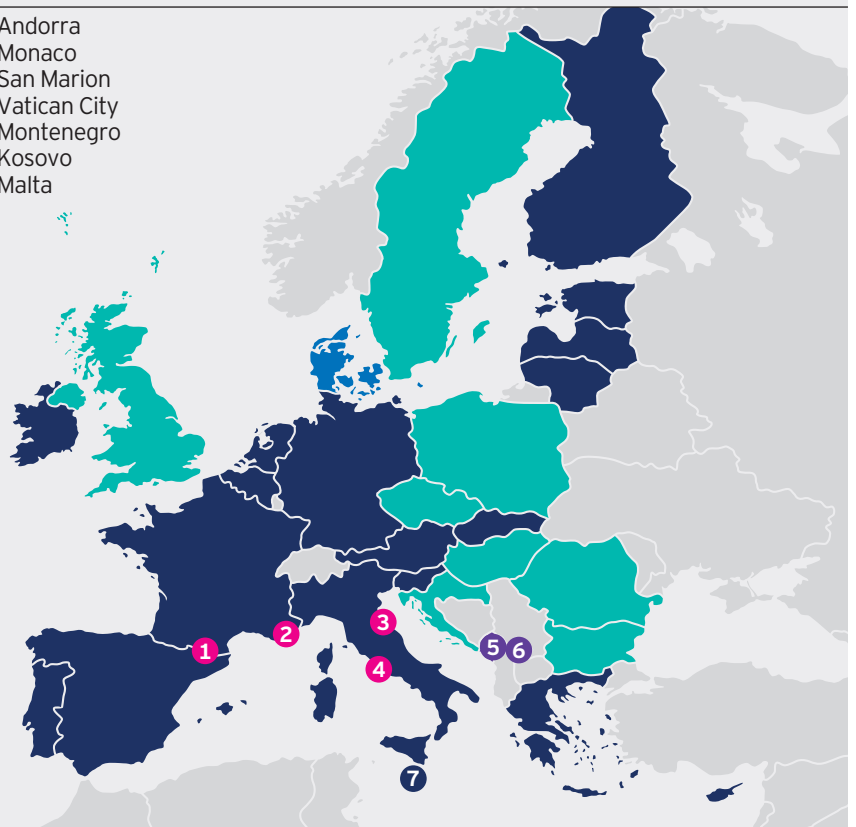 Andorra
Monaco
San Marion
Vatican City
Montenegro
Kosovo
Malta
1
2
3
4
5
6
7